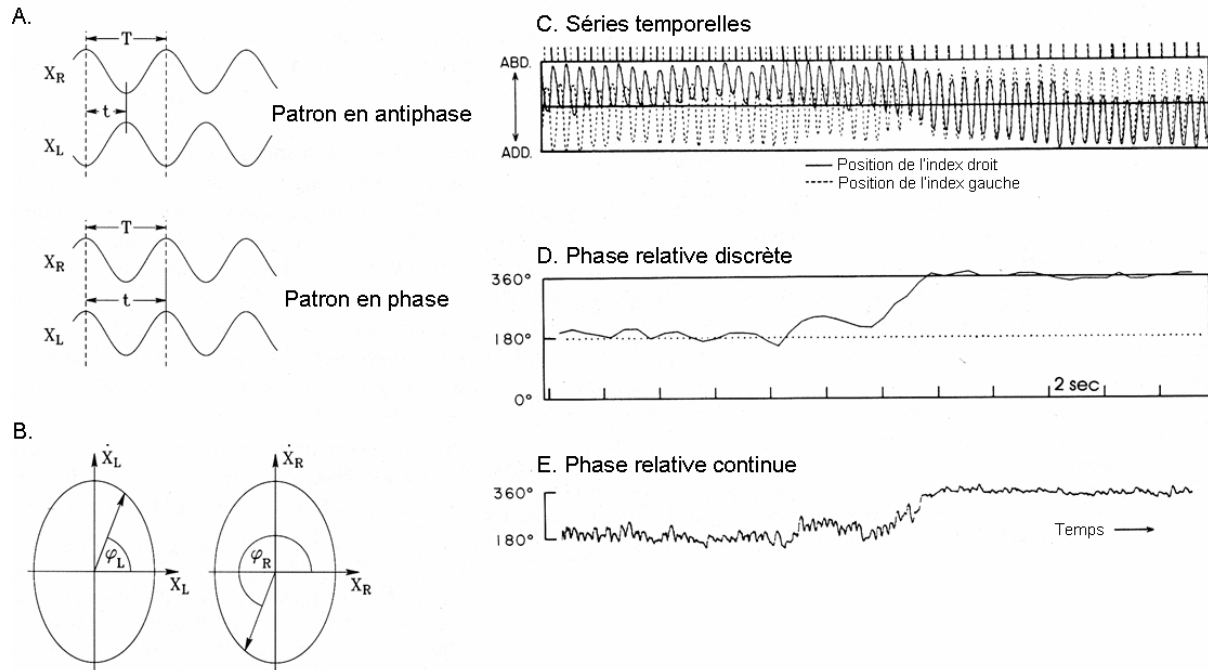 A.
T
X_R
t
Patron en antiphase
X_L
T
X_R
t
Patron en phase
X_L
B.
Ẋ_L
φ_L
X_L
Ẋ_R
φ_R
X_R
C. Séries temporelles
ABD.
ADD.
Position de l'index droit
Position de l'index gauche
D. Phase relative discrète
360°
180°
0°
2 sec
E. Phase relative continue
360°
180°
Temps